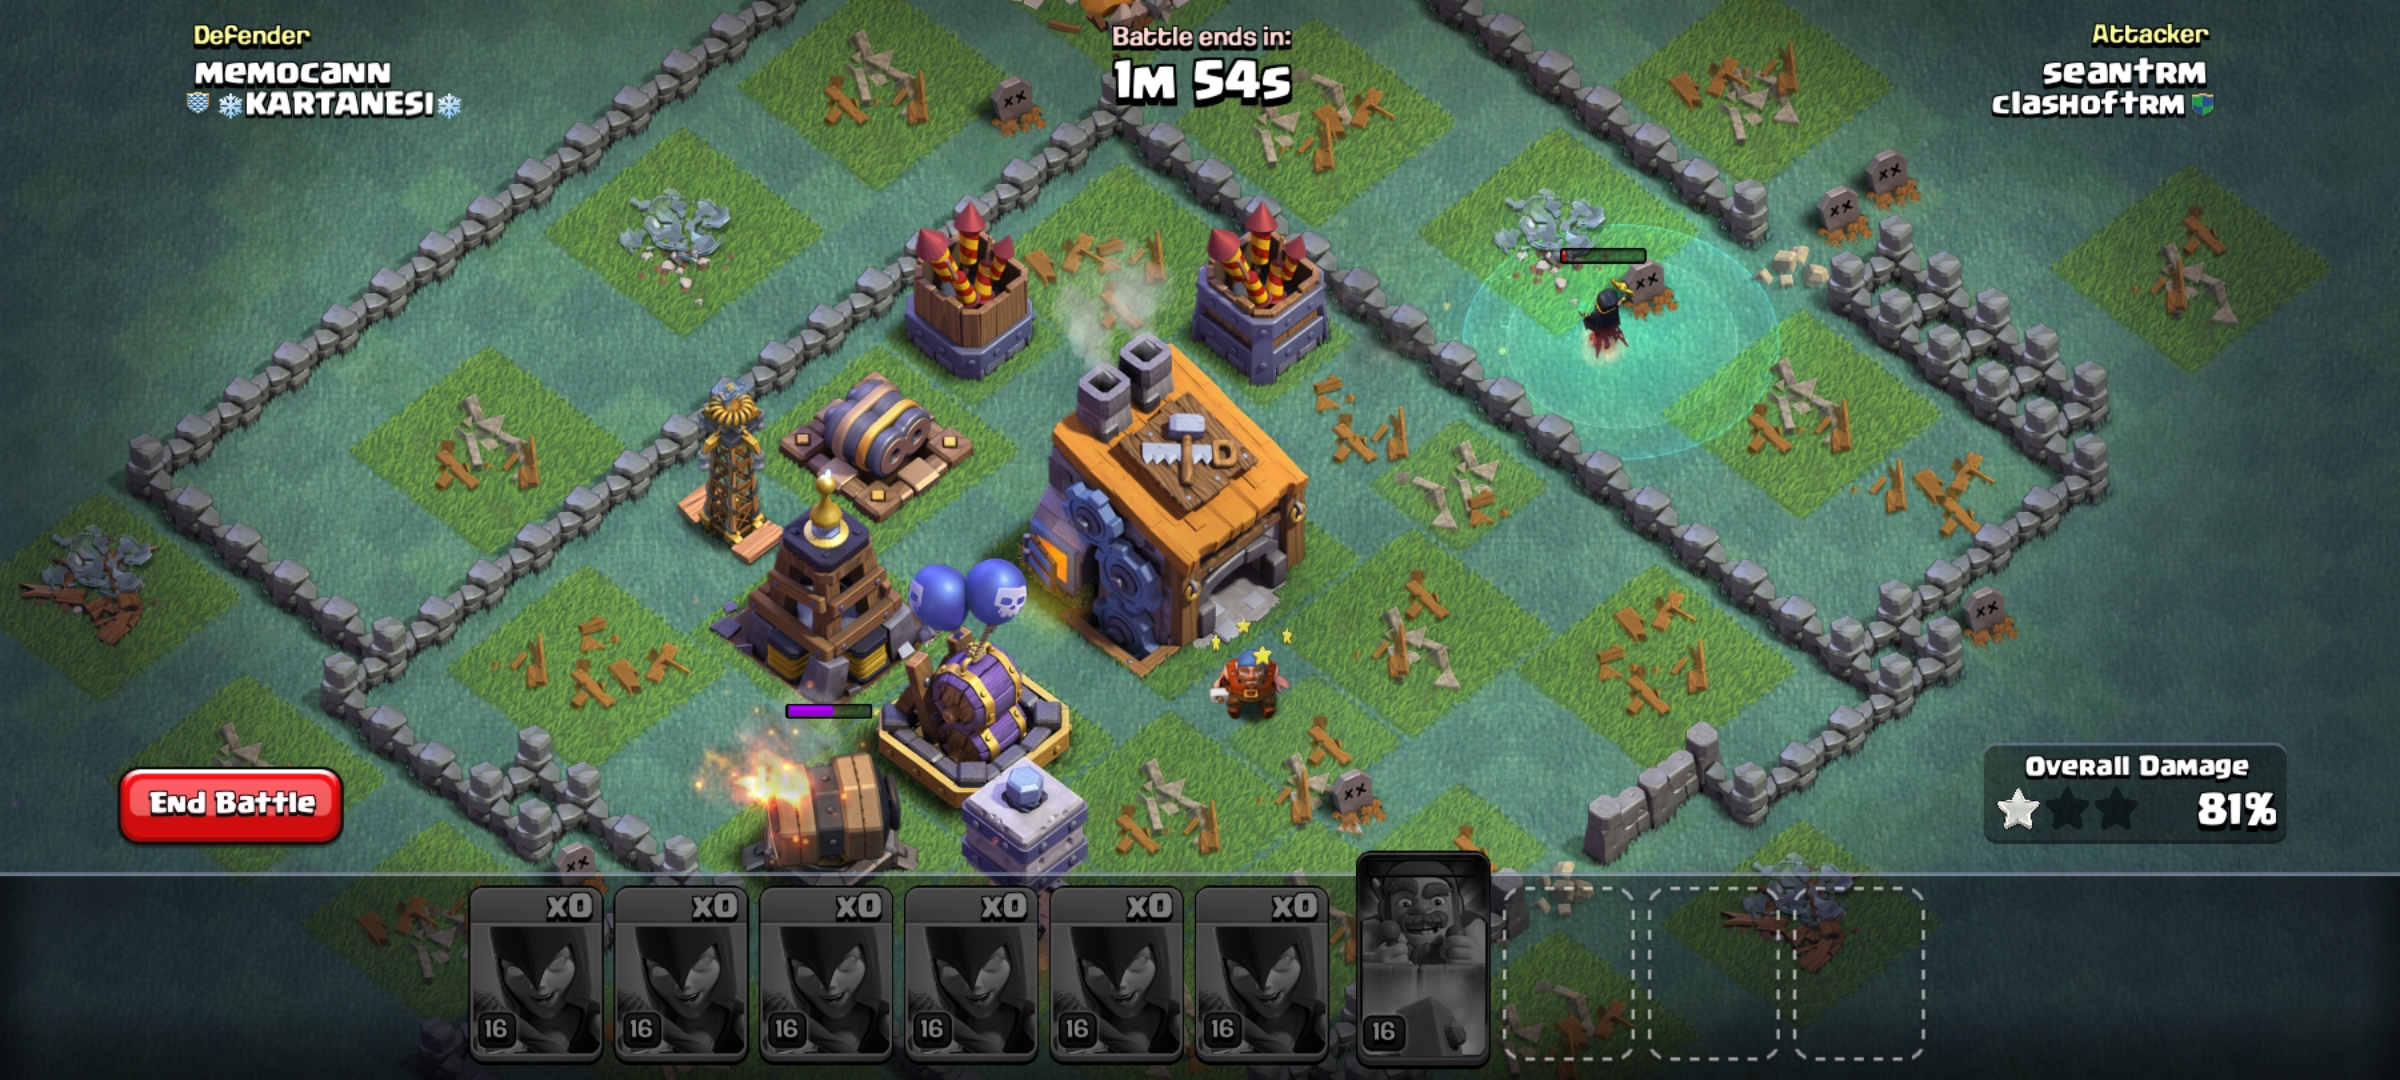 Defender
MEMOCANN
❄KARTANESI❄
Battle ends in:
1M 54s
Attacker
seantRM
clashoftRM
End Battle
Overall Damage
81%
x0 x0 x0 x0 x0 x0
16 16 16 16 16 16 16